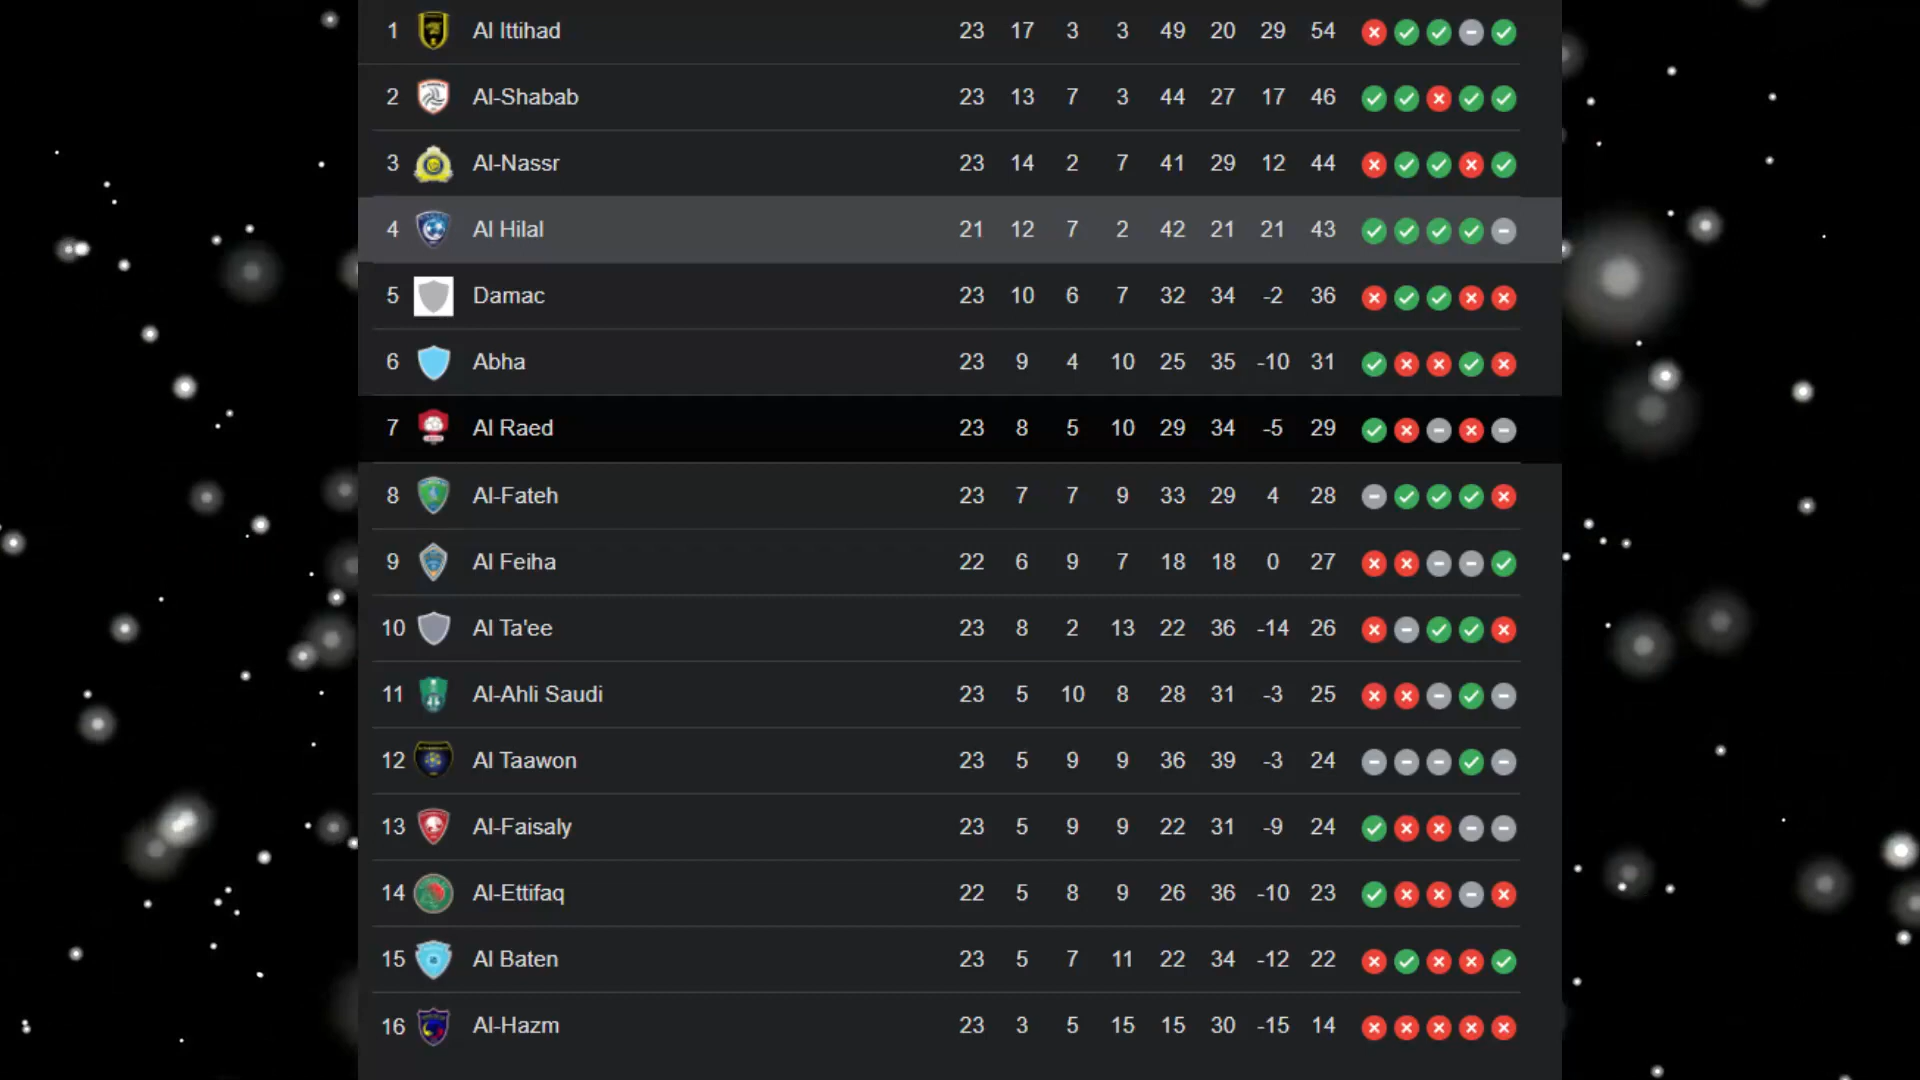 1 Al Ittihad 23 17 3 3 49 20 29 54
2 Al-Shabab 23 13 7 3 44 27 17 46
3 Al-Nassr 23 14 2 7 41 29 12 44
4 Al Hilal 21 12 7 2 42 21 21 43
5 Damac 23 10 6 7 32 34 -2 36
6 Abha 23 9 4 10 25 35 -10 31
7 Al Raed 23 8 5 10 29 34 -5 29
8 Al-Fateh 23 7 7 9 33 29 4 28
9 Al Feiha 22 6 9 7 18 18 0 27
10 Al Ta'ee 23 8 2 13 22 36 -14 26
11 Al-Ahli Saudi 23 5 10 8 28 31 -3 25
12 Al Taawon 23 5 9 9 36 39 -3 24
13 Al-Faisaly 23 5 9 9 22 31 -9 24
14 Al-Ettifaq 22 5 8 9 26 36 -10 23
15 Al Baten 23 5 7 11 22 34 -12 22
16 Al-Hazm 23 3 5 15 15 30 -15 14